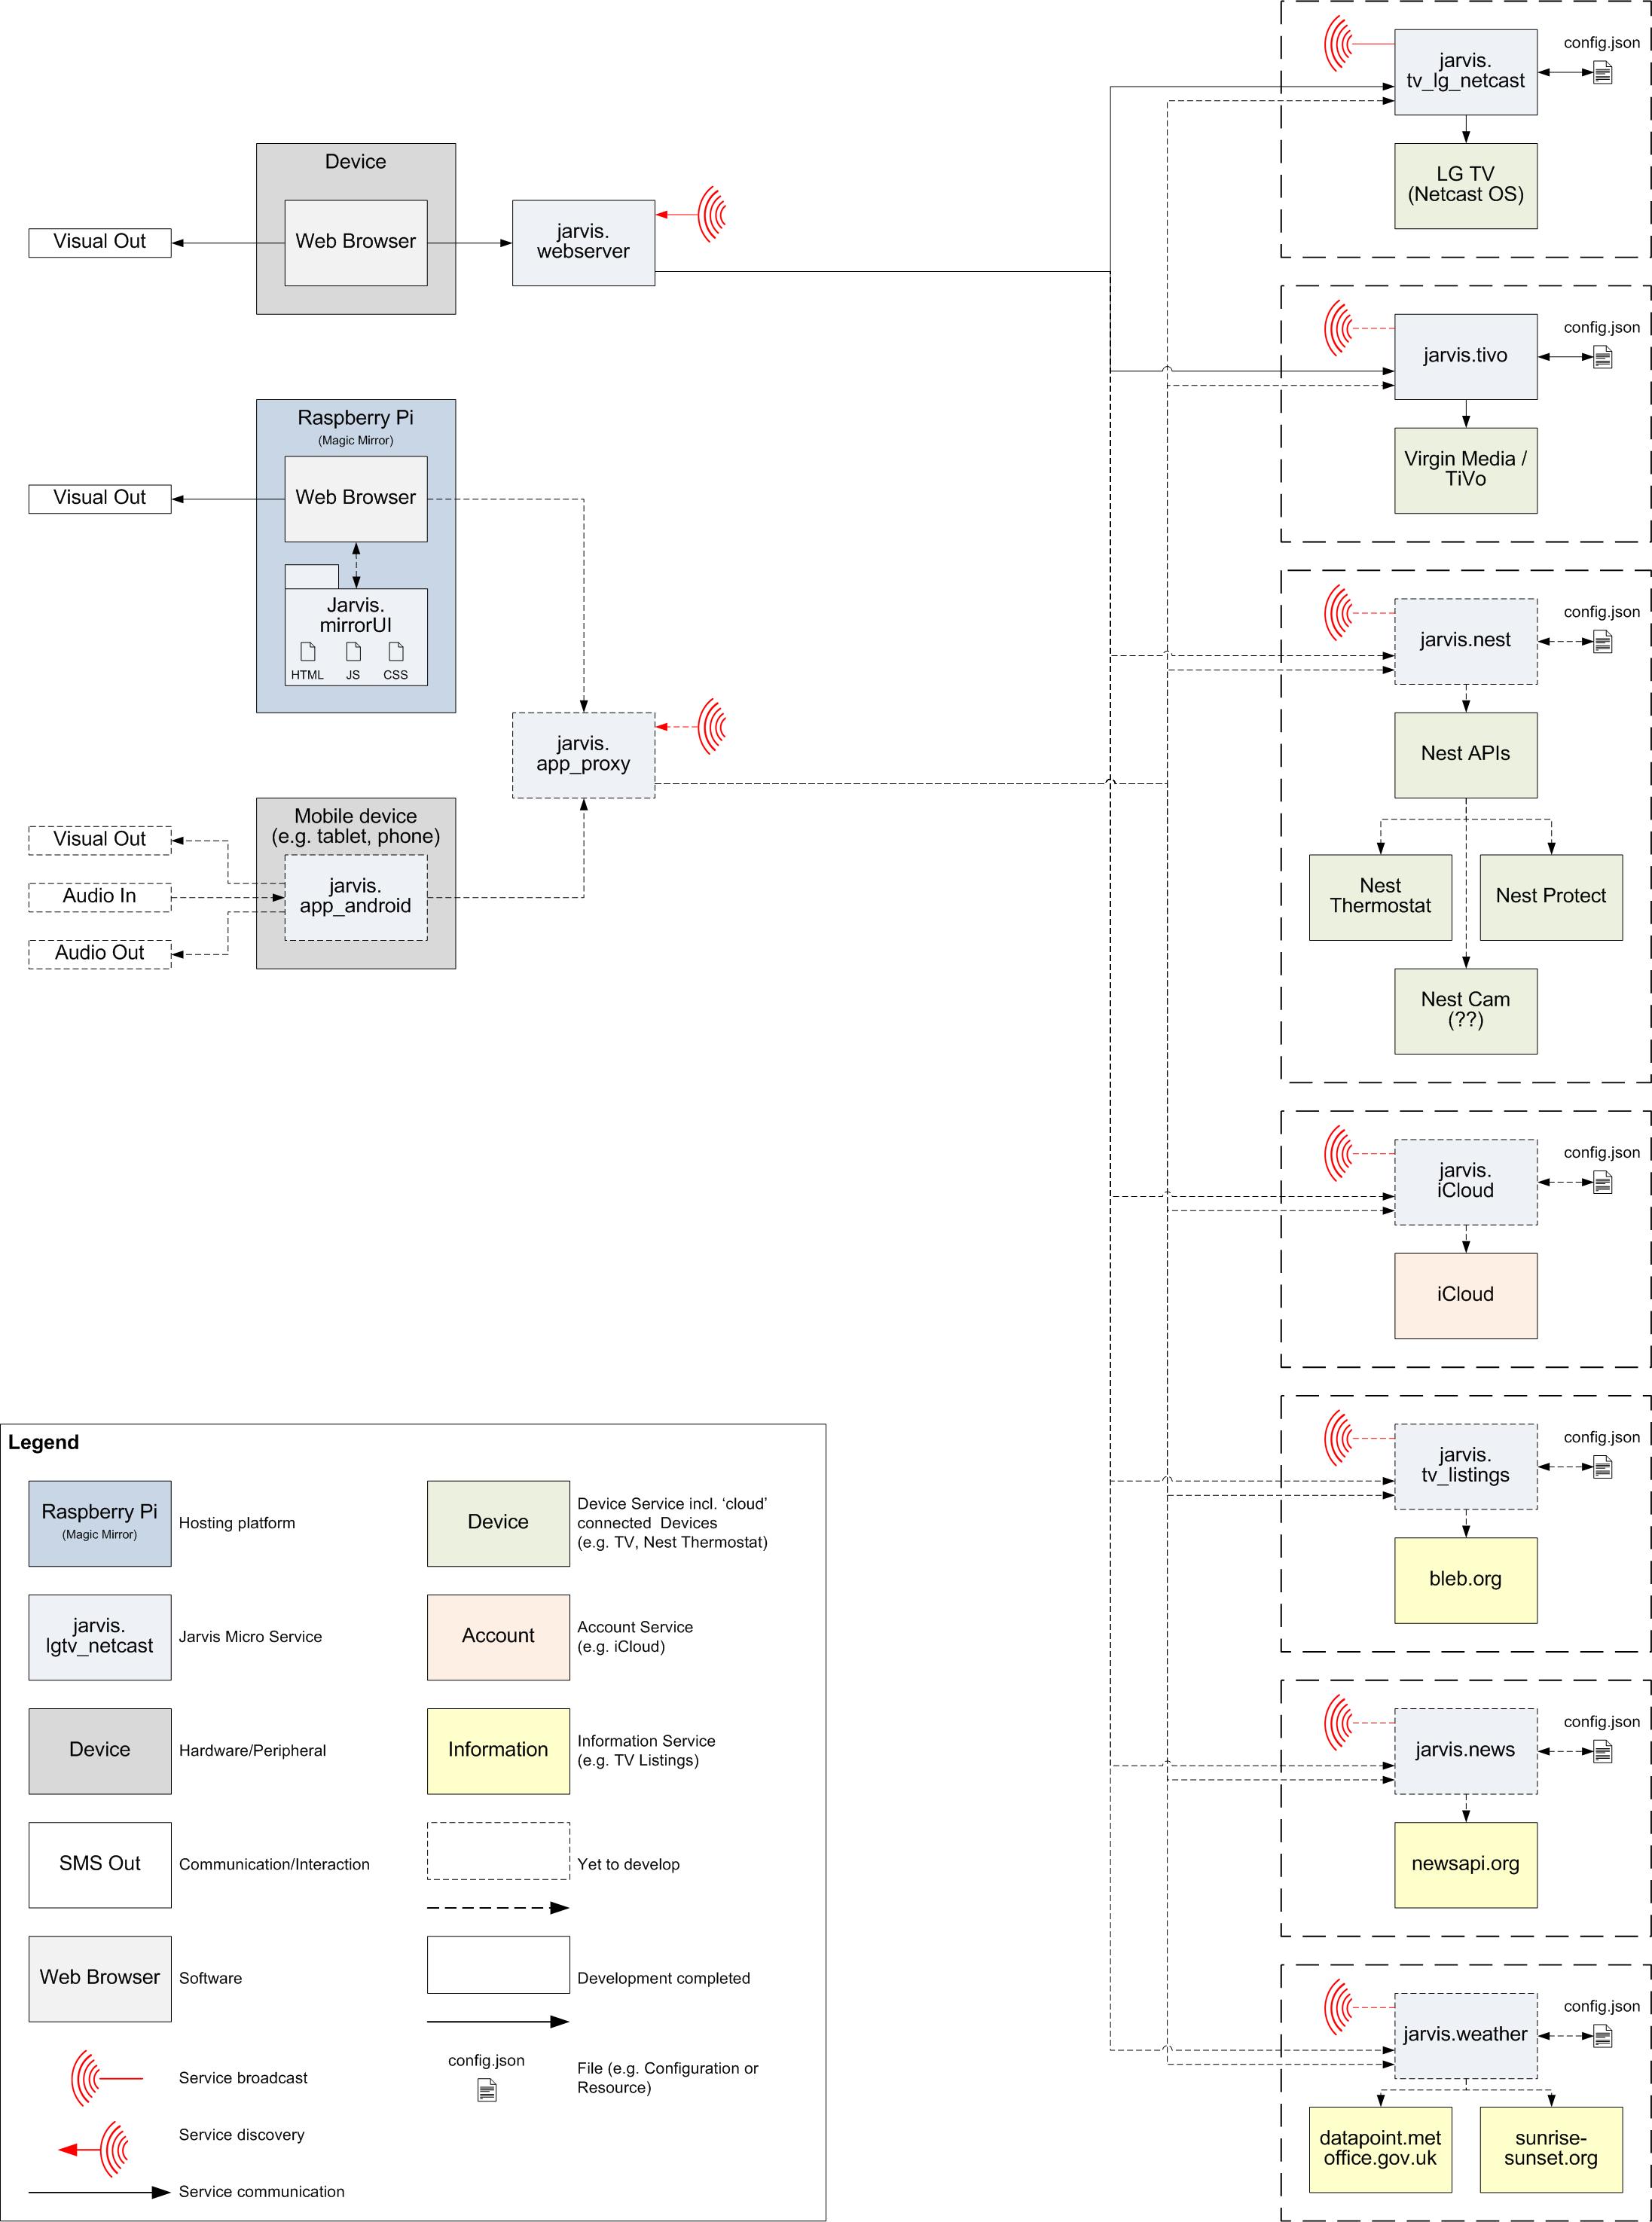 Device
Web Browser
Visual Out
jarvis.
webserver
Raspberry Pi
(Magic Mirror)
Web Browser
Visual Out
Jarvis.
mirrorUI
HTML
JS
CSS
jarvis.
app_proxy
Mobile device
(e.g. tablet, phone)
jarvis.
app_android
Visual Out
Audio In
Audio Out
jarvis.
tv_lg_netcast
config.json
LG TV
(Netcast OS)
jarvis.tivo
config.json
Virgin Media /
TiVo
jarvis.nest
config.json
Nest APIs
Nest
Thermostat
Nest Protect
Nest Cam
(??)
jarvis.
iCloud
config.json
iCloud
jarvis.
tv_listings
config.json
bleb.org
jarvis.news
config.json
newsapi.org
jarvis.weather
config.json
datapoint.met
office.gov.uk
sunrise-
sunset.org
Legend
Raspberry Pi
(Magic Mirror)
Hosting platform
jarvis.
lgtv_netcast
Jarvis Micro Service
Device
Hardware/Peripheral
SMS Out
Communication/Interaction
Web Browser
Software
Service broadcast
Service discovery
Service communication
Device
Device Service incl. ‘cloud’
connected  Devices
(e.g. TV, Nest Thermostat)
Account
Account Service
(e.g. iCloud)
Information
Information Service
(e.g. TV Listings)
Yet to develop
Development completed
config.json
File (e.g. Configuration or
Resource)